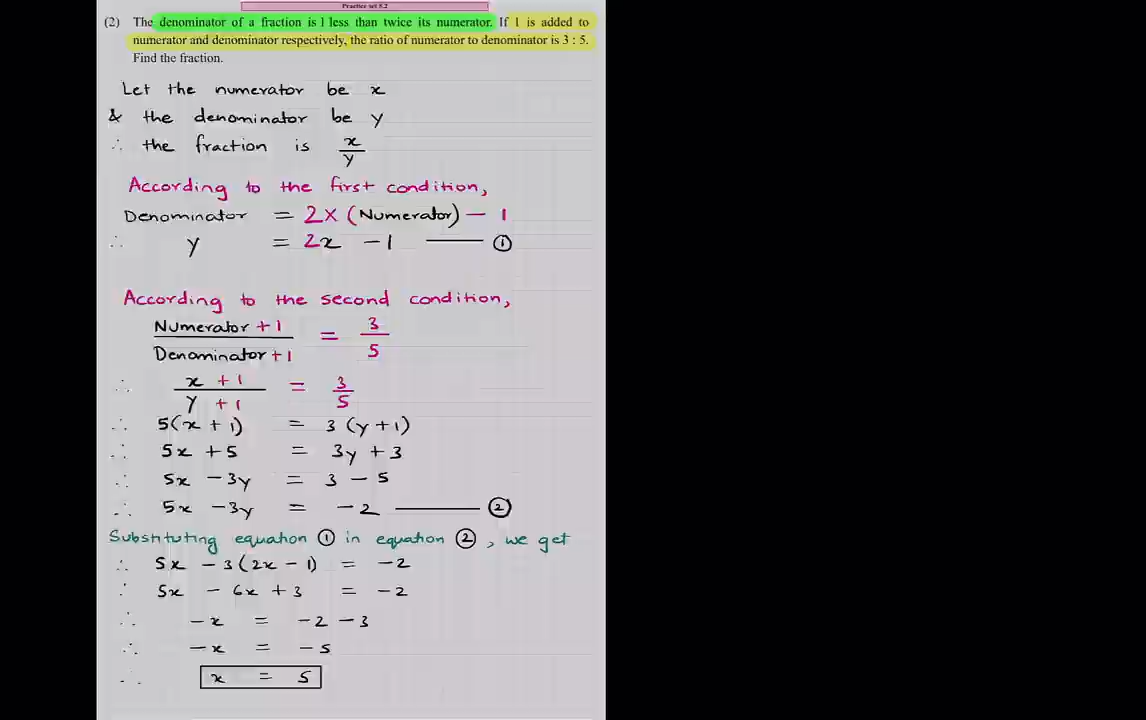 Practice set 5.2
(2) The denominator of a fraction is 1 less than twice its numerator. If 1 is added to
numerator and denominator respectively, the ratio of numerator to denominator is 3 : 5.
Find the fraction.
Let the numerator be x
& the denominator be y
∴ the fraction is x/y
According to the first condition,
Denominator = 2 × (Numerator) - 1
∴ y = 2x - 1 —— ①
According to the second condition,
Numerator + 1 / Denominator + 1 = 3/5
∴ x + 1 / y + 1 = 3/5
∴ 5(x + 1) = 3 (y + 1)
∴ 5x + 5 = 3y + 3
∴ 5x - 3y = 3 - 5
∴ 5x - 3y = -2 —— ②
Substituting equation ① in equation ②, we get
∴ 5x - 3(2x - 1) = -2
∴ 5x - 6x + 3 = -2
∴ -x = -2 - 3
∴ -x = -5
∴ x = 5